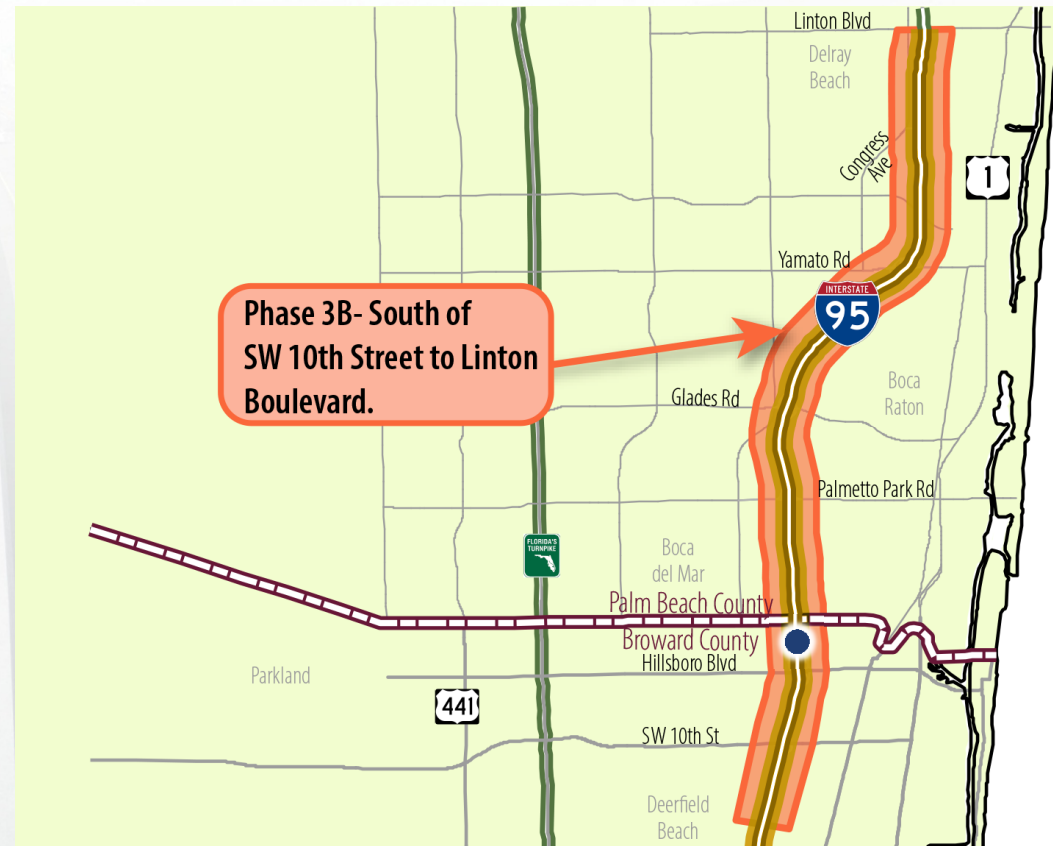 Linton Blvd
Delray
Beach
Congress
Ave
1
Yamato Rd
INTERSTATE
95
Phase 3B- South of
SW 10th Street to Linton
Boulevard.
Glades Rd
Boca
Raton
Palmetto Park Rd
FLORIDA'S
TURNPIKE
Boca
del Mar
Palm Beach County
Broward County
Hillsboro Blvd
Parkland
441
SW 10th St
Deerfield
Beach